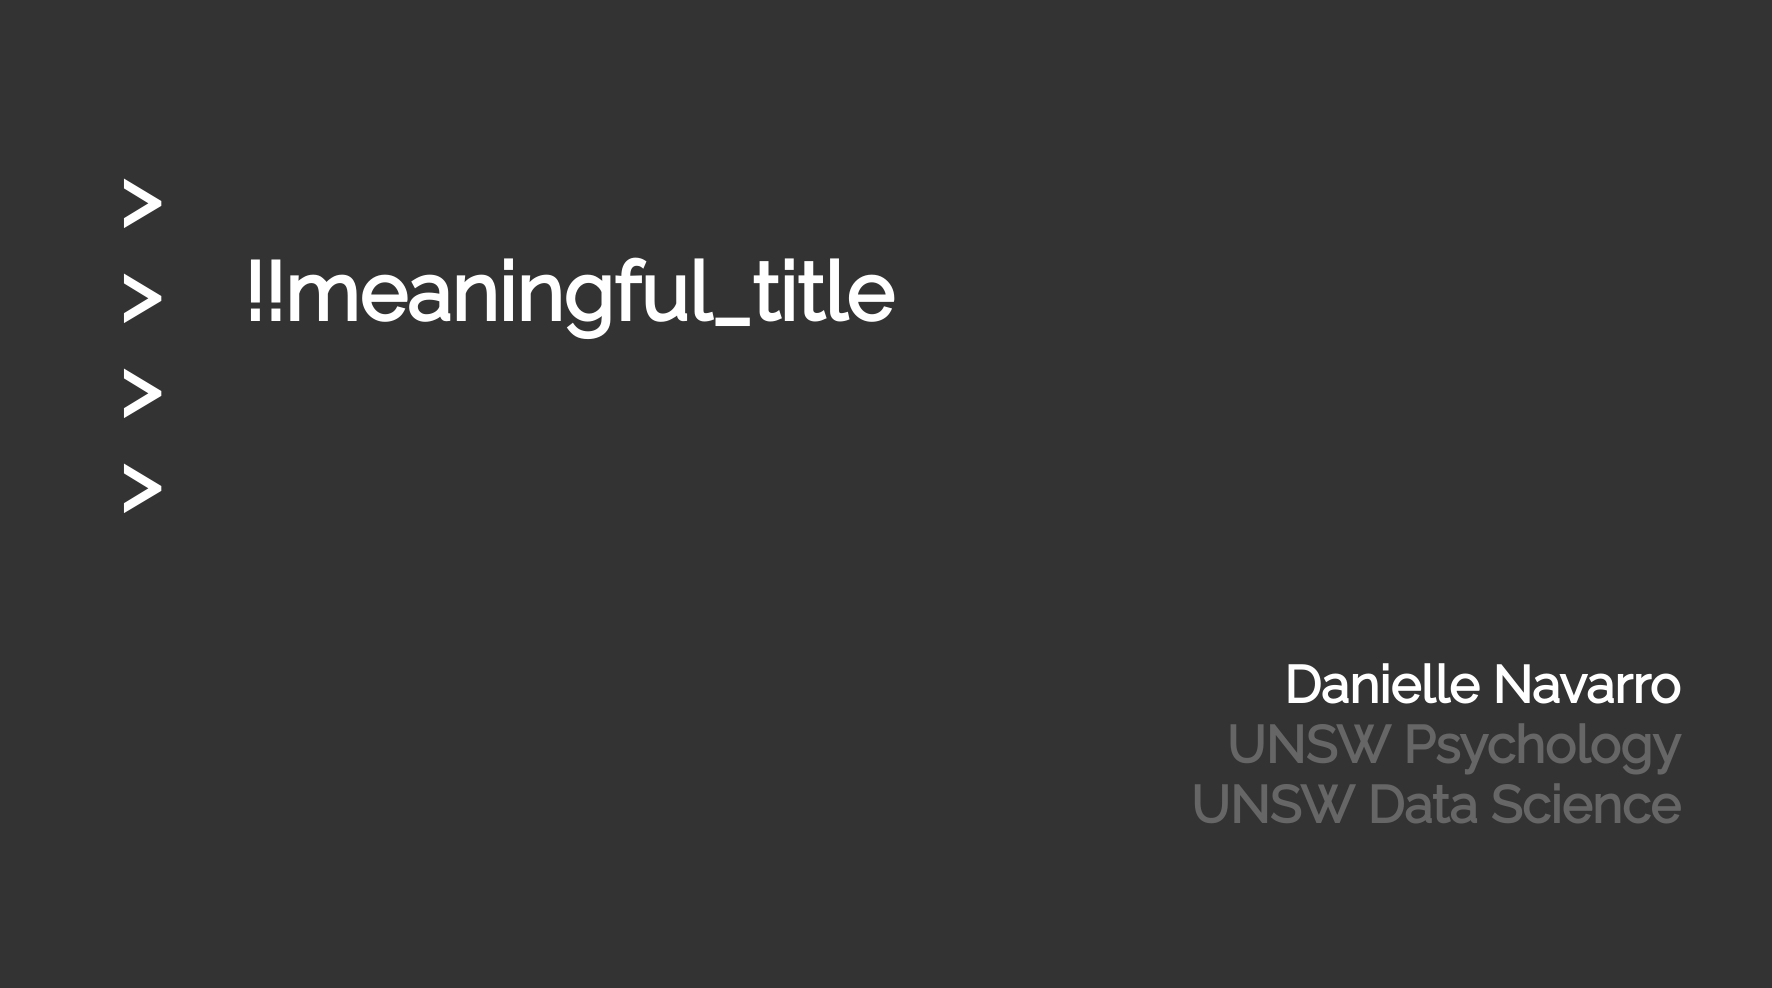 >
> !!meaningful_title
>
>
Danielle Navarro
UNSW Psychology
UNSW Data Science